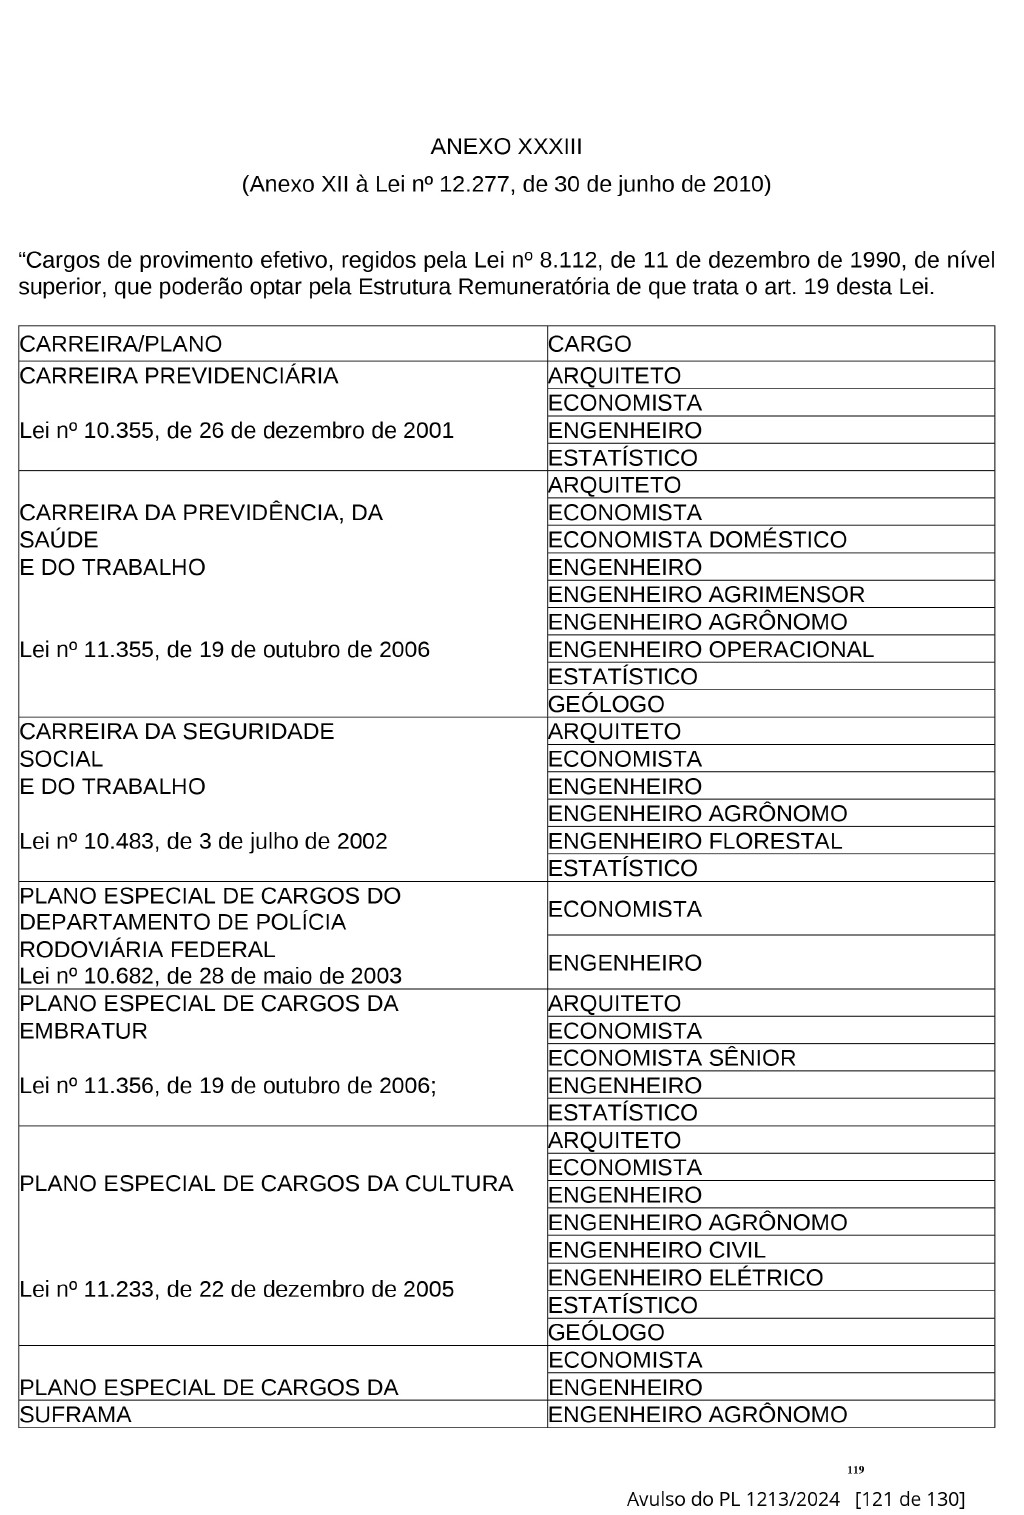 ANEXO XXXIII
(Anexo XII à Lei nº 12.277, de 30 de junho de 2010)
“Cargos de provimento efetivo, regidos pela Lei nº 8.112, de 11 de dezembro de 1990, de nível
superior, que poderão optar pela Estrutura Remuneratória de que trata o art. 19 desta Lei.
CARREIRA/PLANO CARGO
CARREIRA PREVIDENCIÁRIA
Lei nº 10.355, de 26 de dezembro de 2001
ARQUITETO
ECONOMISTA
ENGENHEIRO
ESTATÍSTICO
CARREIRA DA PREVIDÊNCIA, DA
SAÚDE
E DO TRABALHO
Lei nº 11.355, de 19 de outubro de 2006
ARQUITETO
ECONOMISTA
ECONOMISTA DOMÉSTICO
ENGENHEIRO
ENGENHEIRO AGRIMENSOR
ENGENHEIRO AGRÔNOMO
ENGENHEIRO OPERACIONAL
ESTATÍSTICO
GEÓLOGO
CARREIRA DA SEGURIDADE
SOCIAL
E DO TRABALHO
Lei nº 10.483, de 3 de julho de 2002
ARQUITETO
ECONOMISTA
ENGENHEIRO
ENGENHEIRO AGRÔNOMO
ENGENHEIRO FLORESTAL
ESTATÍSTICO
PLANO ESPECIAL DE CARGOS DO
DEPARTAMENTO DE POLÍCIA
RODOVIÁRIA FEDERAL
Lei nº 10.682, de 28 de maio de 2003
ECONOMISTA
ENGENHEIRO
PLANO ESPECIAL DE CARGOS DA
EMBRATUR
Lei nº 11.356, de 19 de outubro de 2006;
ARQUITETO
ECONOMISTA
ECONOMISTA SÊNIOR
ENGENHEIRO
ESTATÍSTICO
PLANO ESPECIAL DE CARGOS DA CULTURA
Lei nº 11.233, de 22 de dezembro de 2005
ARQUITETO
ECONOMISTA
ENGENHEIRO
ENGENHEIRO AGRÔNOMO
ENGENHEIRO CIVIL
ENGENHEIRO ELÉTRICO
ESTATÍSTICO
GEÓLOGO
PLANO ESPECIAL DE CARGOS DA
SUFRAMA
ECONOMISTA
ENGENHEIRO
ENGENHEIRO AGRÔNOMO
119
Avulso do PL 1213/2024 [121 de 130]